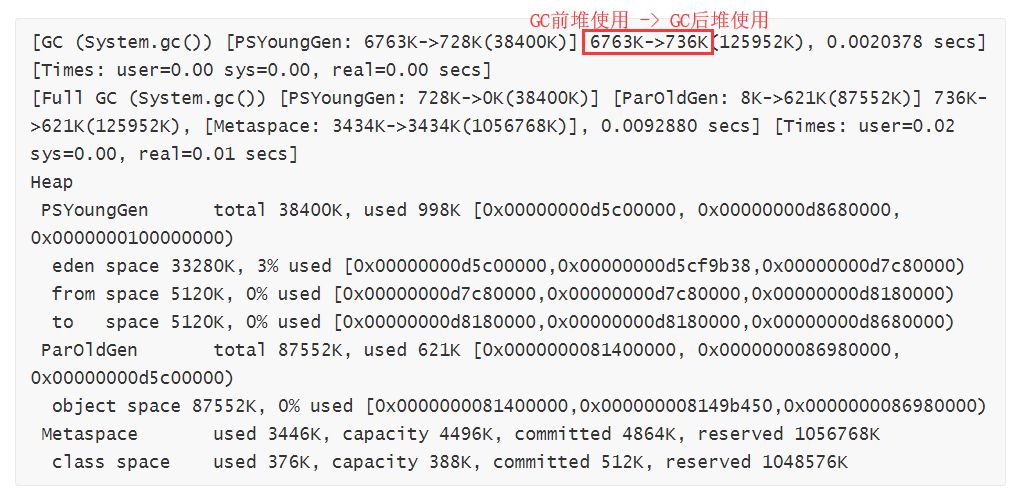 GC前堆使用 -> GC后堆使用
[GC (System.gc()) [PSYoungGen: 6763K->728K(38400K)] 6763K->736K(125952K), 0.0020378 secs]
[Times: user=0.00 sys=0.00, real=0.00 secs]
[Full GC (System.gc()) [PSYoungGen: 728K->0K(38400K)] [ParOldGen: 8K->621K(87552K)] 736K-
>621K(125952K), [Metaspace: 3434K->3434K(1056768K)], 0.0092880 secs] [Times: user=0.02
sys=0.00, real=0.01 secs]
Heap
PSYoungGen total 38400K, used 998K [0x00000000d5c00000, 0x00000000d8680000,
0x0000000100000000)
eden space 33280K, 3% used [0x00000000d5c00000,0x00000000d5cf9b38,0x00000000d7c80000)
from space 5120K, 0% used [0x00000000d7c80000,0x00000000d7c80000,0x00000000d8180000)
to space 5120K, 0% used [0x00000000d8180000,0x00000000d8180000,0x00000000d8680000)
ParOldGen total 87552K, used 621K [0x0000000081400000, 0x0000000086980000,
0x00000000d5c00000)
object space 87552K, 0% used [0x0000000081400000,0x000000008149b450,0x0000000086980000)
Metaspace used 3446K, capacity 4496K, committed 4864K, reserved 1056768K
class space used 376K, capacity 388K, committed 512K, reserved 1048576K